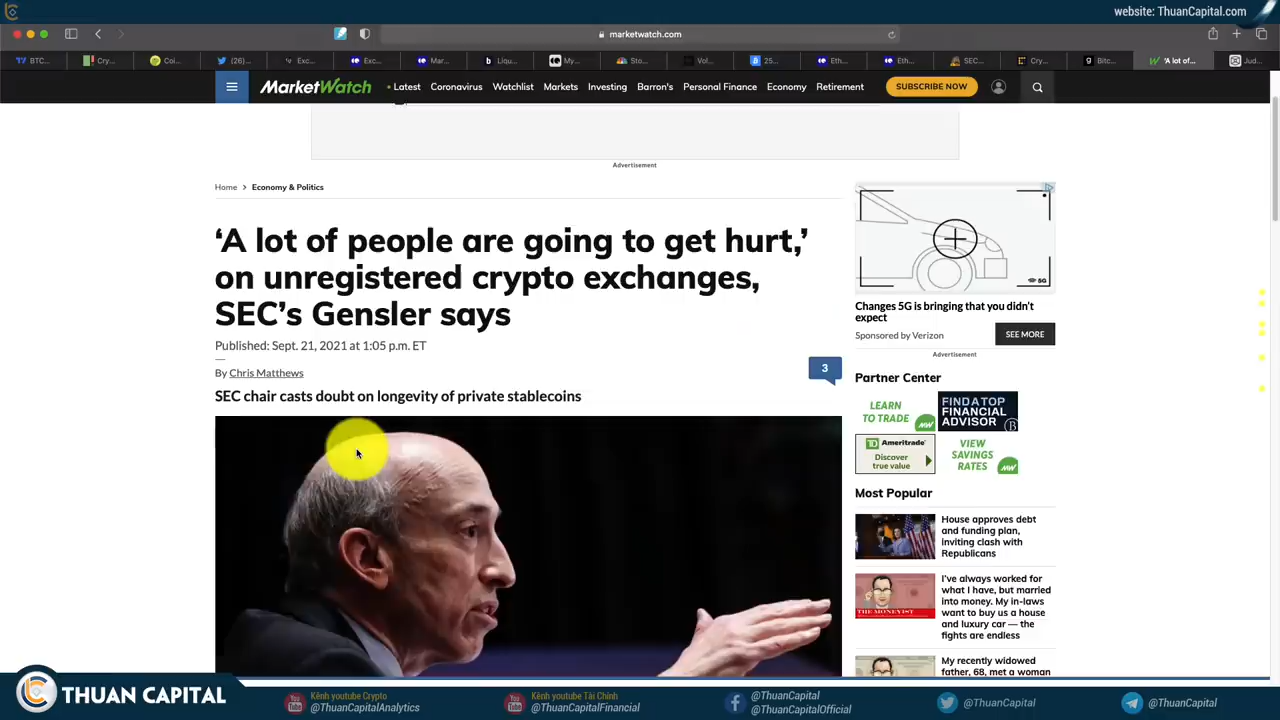 website: ThuanCapital.com
marketwatch.com
BTC...
Cry...
Coi...
(26)...
Exc...
Exc...
Mar...
Liqu...
My...
Sto...
Vol...
25...
Eth...
Eth...
SEC...
Cry...
Bitc...
'A lot of...
Jud...
MarketWatch
Latest
Coronavirus
Watchlist
Markets
Investing
Barron's
Personal Finance
Economy
Retirement
SUBSCRIBE NOW
Advertisement
Home > Economy & Politics
'A lot of people are going to get hurt,'
on unregistered crypto exchanges,
SEC's Gensler says
Published: Sept. 21, 2021 at 1:05 p.m. ET
By Chris Matthews
3
SEC chair casts doubt on longevity of private stablecoins
5G
Changes 5G is bringing that you didn't
expect
Sponsored by Verizon
SEE MORE
Advertisement
Partner Center
LEARN
TO TRADE
MW
FIND A TOP
FINANCIAL
ADVISOR
B
TD Ameritrade
Discover
true value
VIEW
SAVINGS
RATES
MW
Most Popular
House approves debt
and funding plan,
inviting clash with
Republicans
THE MONEYIST
I've always worked for
what I have, but married
into money. My in-laws
want to buy us a house
and luxury car — the
fights are endless
My recently widowed
father, 68, met a woman
THUAN CAPITAL
Kênh youtube Crypto
@ThuanCapitalAnalytics
Kênh youtube Tài Chính
@ThuanCapitalFinancial
@ThuanCapital
@ThuanCapitalOfficial
@ThuanCapital
@ThuanCapital